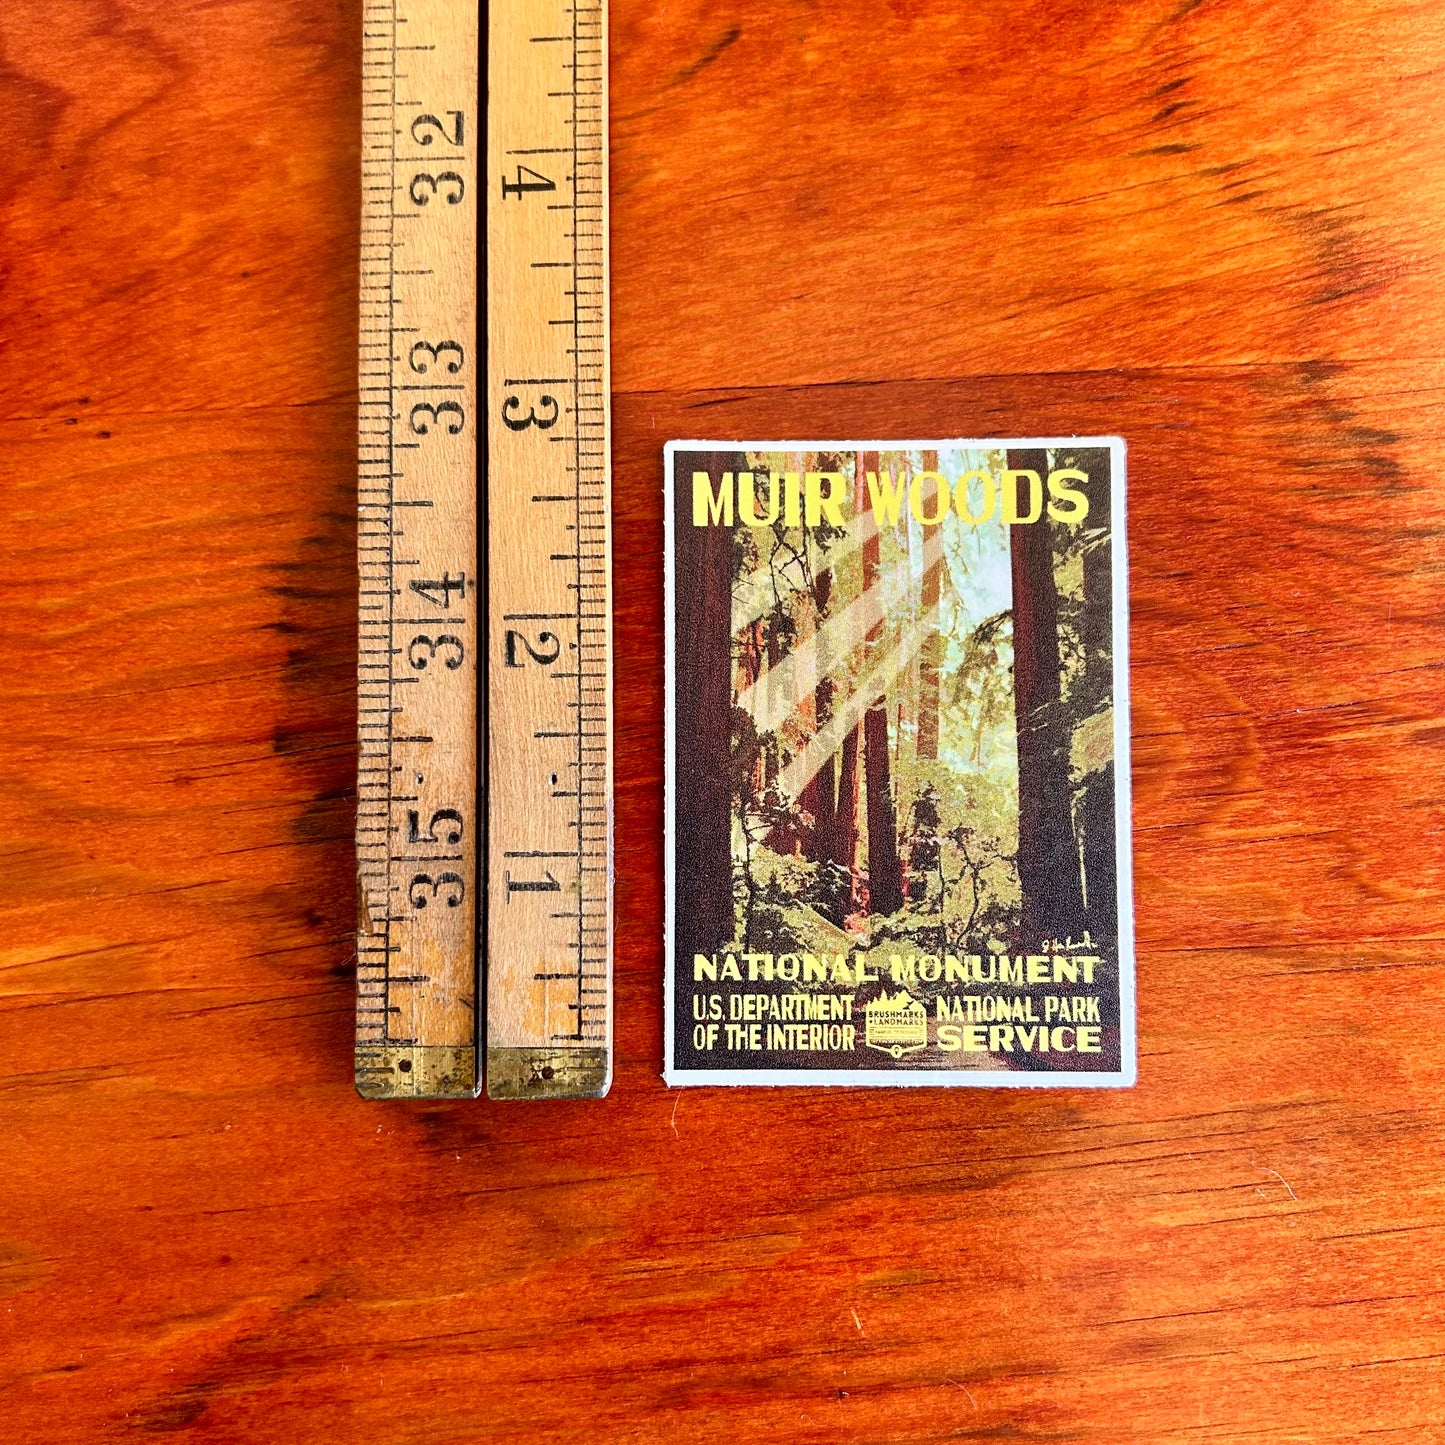 32
33
34
35
4
3
2
1
MUIR WOODS
NATIONAL MONUMENT
U.S. DEPARTMENT
OF THE INTERIOR
BRUSHMARKS
+ LANDMARKS
NATIONAL PARK
SERVICE